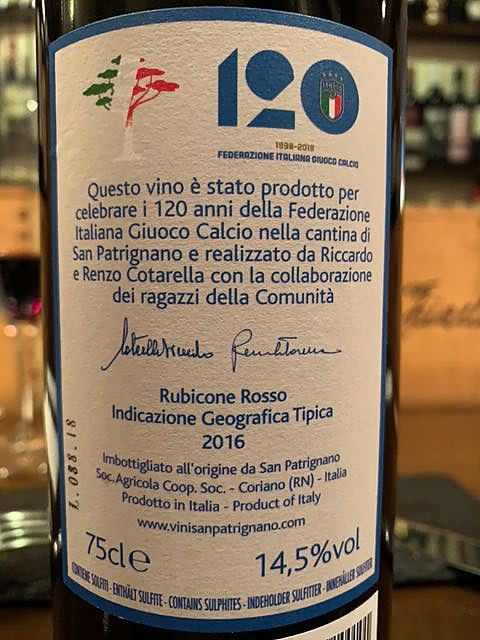 120
ITALIA
1898-2018
FEDERAZIONE ITALIANA GIUOCO CALCIO
Questo vino è stato prodotto per
celebrare i 120 anni della Federazione
Italiana Giuoco Calcio nella cantina di
San Patrignano e realizzato da Riccardo
e Renzo Cotarella con la collaborazione
dei ragazzi della Comunità
Rubicone Rosso
Indicazione Geografica Tipica
2016
Imbottigliato all'origine da San Patrignano
Soc.Agricola Coop. Soc. - Coriano (RN) - Italia
Prodotto in Italia - Product of Italy
www.vinisanpatrignano.com
L.088.18
75cl e
14,5%vol
CONTIENE SOLFITI - ENTHÄLT SULFITE - CONTAINS SULPHITES - INDEHOLDER SULFITTER - INNEHÅLLER SULFITER